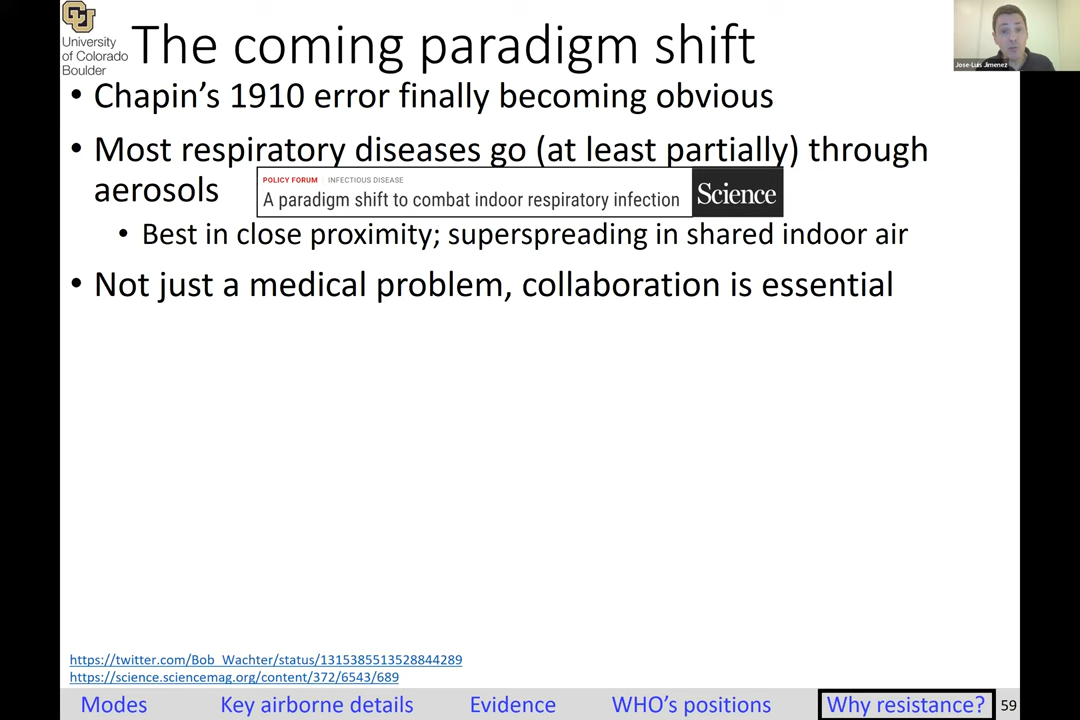 University
of Colorado
Boulder
The coming paradigm shift
Jose-Luis Jimenez
• Chapin's 1910 error finally becoming obvious
• Most respiratory diseases go (at least partially) through
aerosols
POLICY FORUM | INFECTIOUS DISEASE
A paradigm shift to combat indoor respiratory infection
Science
• Best in close proximity; superspreading in shared indoor air
• Not just a medical problem, collaboration is essential
https://twitter.com/Bob_Wachter/status/1315385513528844289
https://science.sciencemag.org/content/372/6543/689
Modes Key airborne details Evidence WHO's positions Why resistance? 59